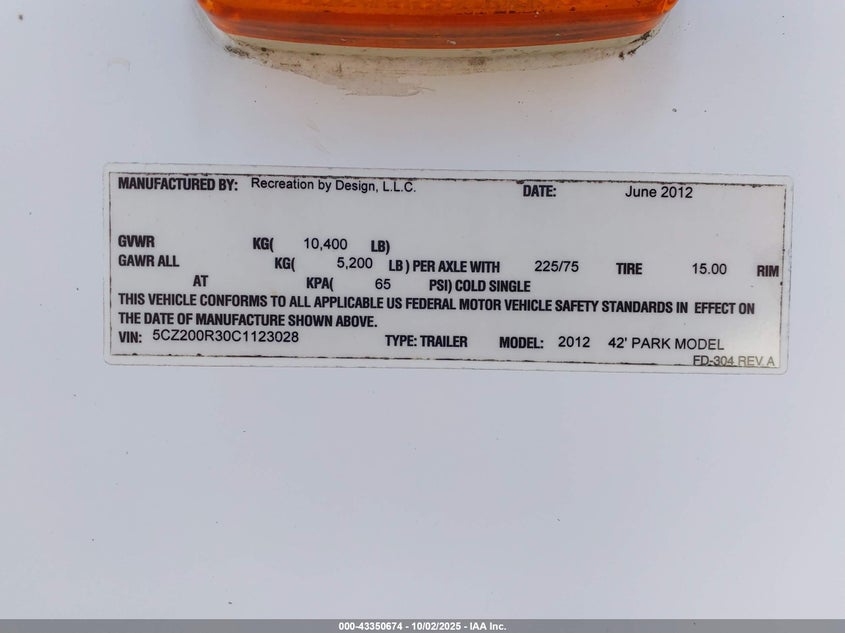 MANUFACTURED BY: Recreation by Design, L.L.C. DATE: June 2012
GVWR KG( 10,400 LB)
GAWR ALL KG( 5,200 LB ) PER AXLE WITH 225/75 TIRE 15.00 RIM
AT KPA( 65 PSI) COLD SINGLE
THIS VEHICLE CONFORMS TO ALL APPLICABLE US FEDERAL MOTOR VEHICLE SAFETY STANDARDS IN EFFECT ON
THE DATE OF MANUFACTURE SHOWN ABOVE.
VIN: 5CZ200R30C1123028 TYPE: TRAILER MODEL: 2012 42' PARK MODEL
FD-304 REV A
000-43350674 - 10/02/2025 - IAA Inc.